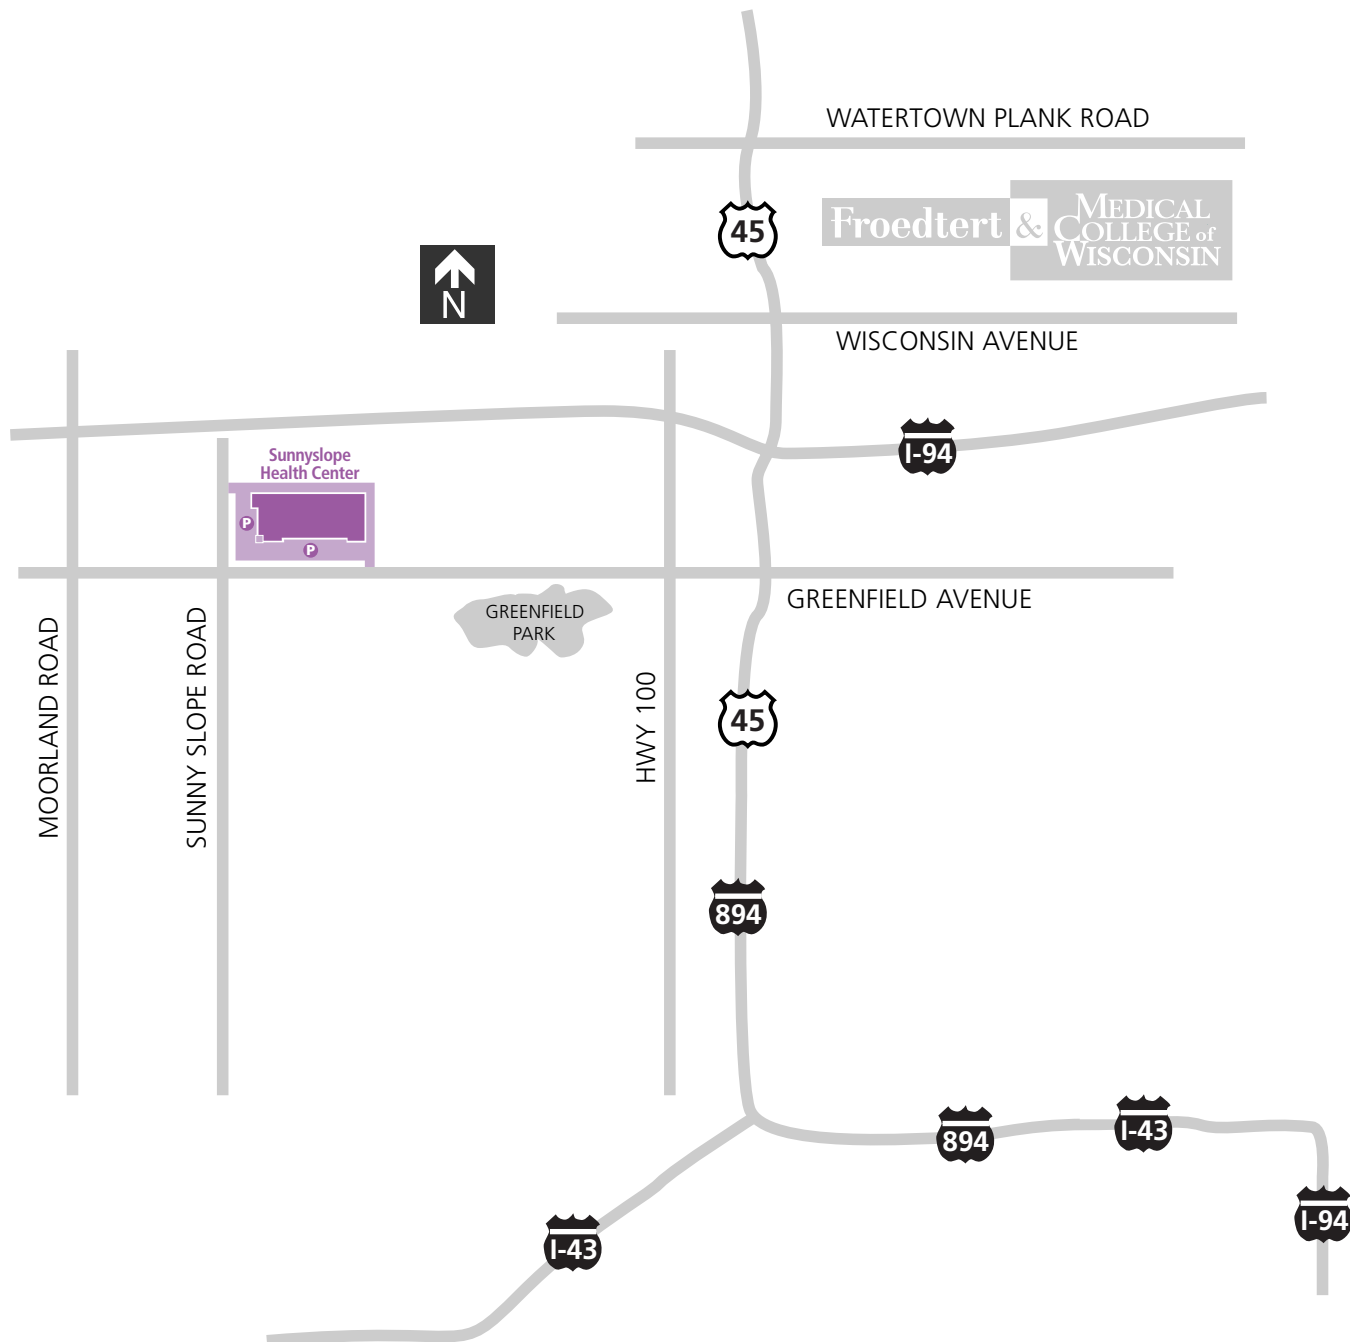 WATERTOWN PLANK ROAD
45
Froedtert & MEDICAL
COLLEGE of
WISCONSIN
N
WISCONSIN AVENUE
I-94
Sunnyslope
Health Center
P
P
GREENFIELD AVENUE
GREENFIELD
PARK
MOORLAND ROAD
SUNNY SLOPE ROAD
HWY 100
45
894
894
I-43
I-94
I-43